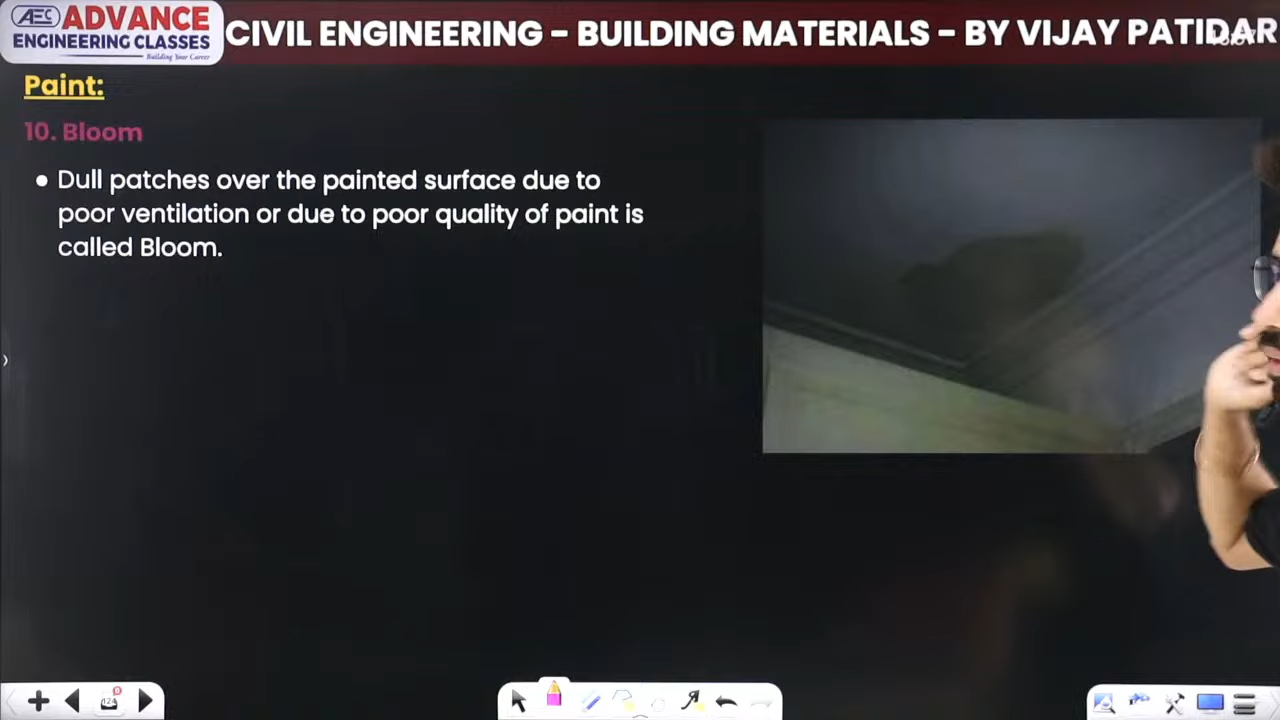 AEC ADVANCE
ENGINEERING CLASSES
Building Your Career
CIVIL ENGINEERING - BUILDING MATERIALS - BY VIJAY PATIDAR
Paint:
10. Bloom
• Dull patches over the painted surface due to
poor ventilation or due to poor quality of paint is
called Bloom.
124